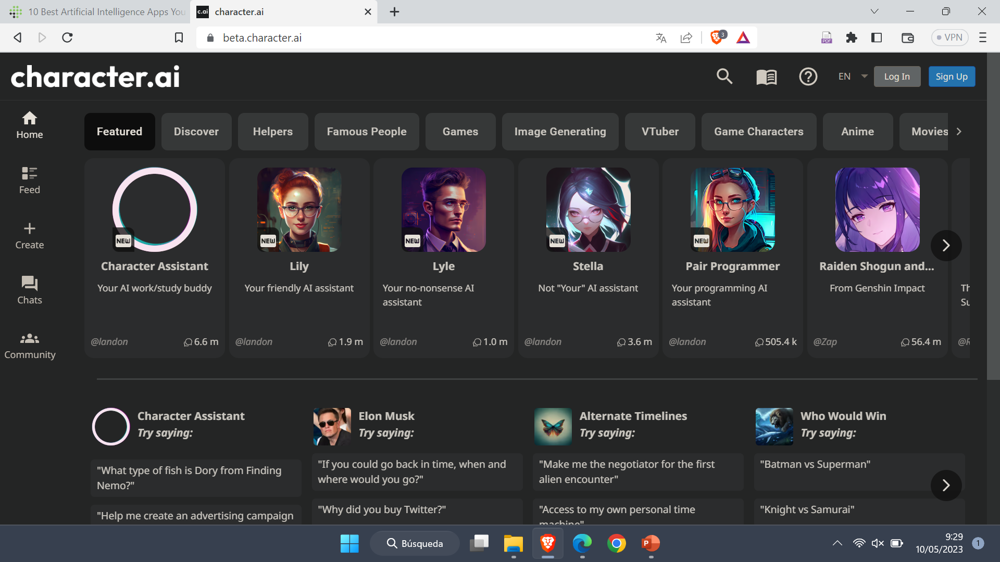 10 Best Artificial Intelligence Apps You
c.ai character.ai
beta.character.ai
3
PDF
VPN
character.ai
EN
Log In
Sign Up
Home
Feed
Create
Chats
Community
Featured
Discover
Helpers
Famous People
Games
Image Generating
VTuber
Game Characters
Anime
Movies
NEW
Character Assistant
Your AI work/study buddy
@landon
6.6 m
NEW
Lily
Your friendly AI assistant
@landon
1.9 m
NEW
Lyle
Your no-nonsense AI
assistant
@landon
1.0 m
NEW
Stella
Not "Your" AI assistant
@landon
3.6 m
NEW
Pair Programmer
Your programming AI
assistant
@landon
505.4 k
Raiden Shogun and...
From Genshin Impact
@Zap
56.4 m
Character Assistant
Try saying:
"What type of fish is Dory from Finding
Nemo?"
"Help me create an advertising campaign
Elon Musk
Try saying:
"If you could go back in time, when and
where would you go?"
"Why did you buy Twitter?"
Alternate Timelines
Try saying:
"Make me the negotiator for the first
alien encounter"
"Access to my own personal time
machine"
Who Would Win
Try saying:
"Batman vs Superman"
"Knight vs Samurai"
Búsqueda
P
9:29
10/05/2023
1